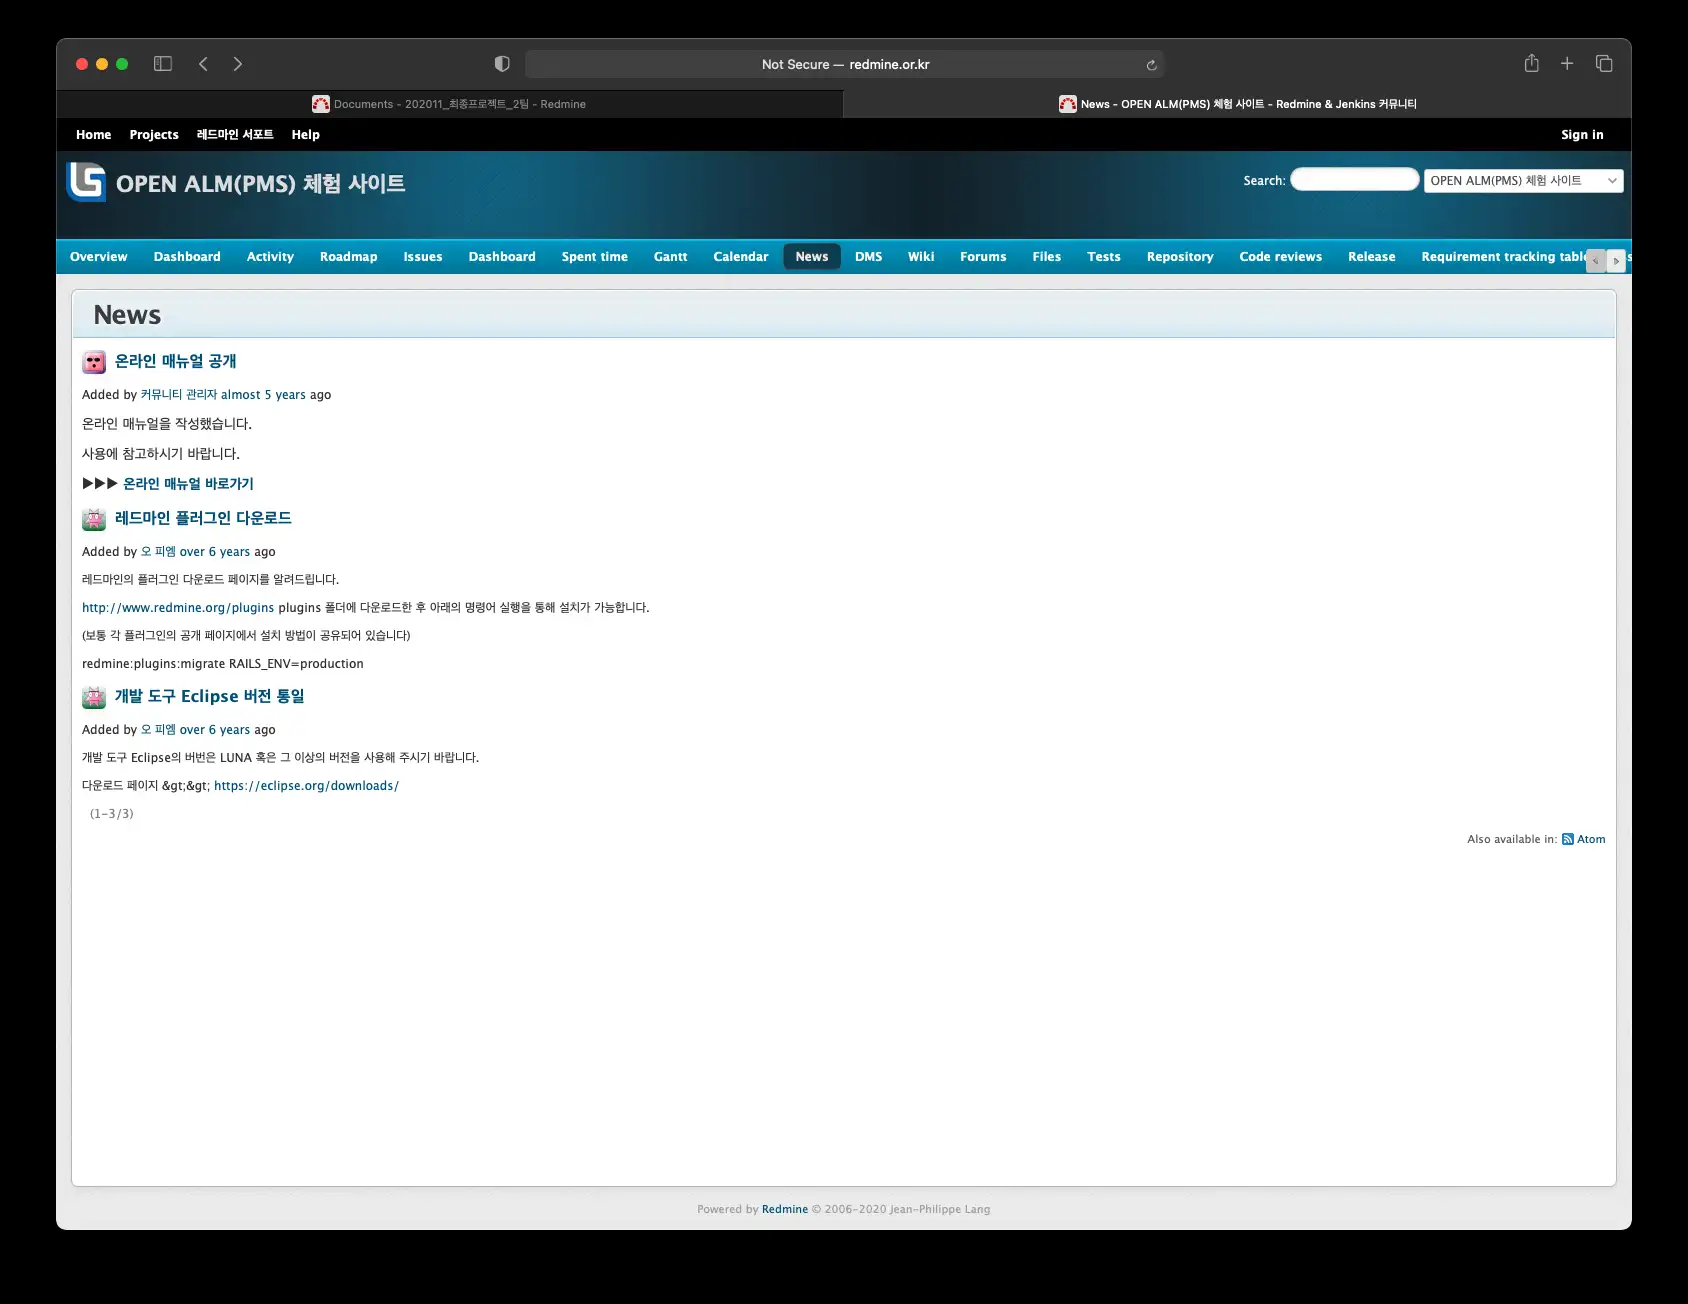 Not Secure — redmine.or.kr
Documents - 202011_최종프로젝트_2팀 - Redmine
News - OPEN ALM(PMS) 체험 사이트 - Redmine & Jenkins 커뮤니티
Home Projects 레드마인 서포트 Help Sign in
OPEN ALM(PMS) 체험 사이트
Search: OPEN ALM(PMS) 체험 사이트
Overview Dashboard Activity Roadmap Issues Dashboard Spent time Gantt Calendar News DMS Wiki Forums Files Tests Repository Code reviews Release Requirement tracking table
News
온라인 매뉴얼 공개
Added by 커뮤니티 관리자 almost 5 years ago
온라인 매뉴얼을 작성했습니다.
사용에 참고하시기 바랍니다.
▶▶▶ 온라인 매뉴얼 바로가기
레드마인 플러그인 다운로드
Added by 오 피엠 over 6 years ago
레드마인의 플러그인 다운로드 페이지를 알려드립니다.
http://www.redmine.org/plugins plugins 폴더에 다운로드한 후 아래의 명령어 실행을 통해 설치가 가능합니다.
(보통 각 플러그인의 공개 페이지에서 설치 방법이 공유되어 있습니다)
redmine:plugins:migrate RAILS_ENV=production
개발 도구 Eclipse 버전 통일
Added by 오 피엠 over 6 years ago
개발 도구 Eclipse의 버번은 LUNA 혹은 그 이상의 버전을 사용해 주시기 바랍니다.
다운로드 페이지 &gt;&gt; https://eclipse.org/downloads/
(1-3/3)
Also available in: Atom
Powered by Redmine © 2006-2020 Jean-Philippe Lang